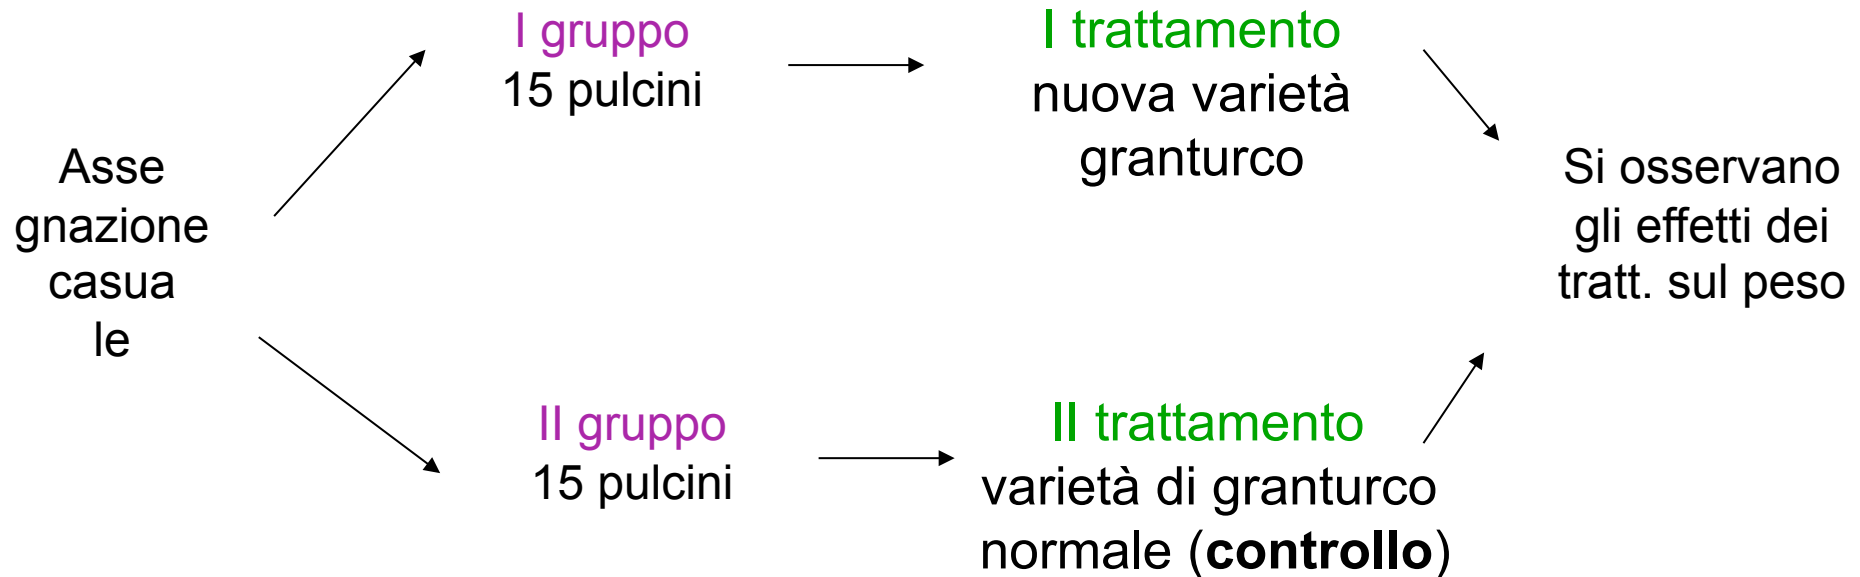 Asse
gnazione
casua
le
I gruppo
15 pulcini
I trattamento
nuova varietà
granturco
II gruppo
15 pulcini
II trattamento
varietà di granturco
normale (controllo)
Si osservano
gli effetti dei
tratt. sul peso